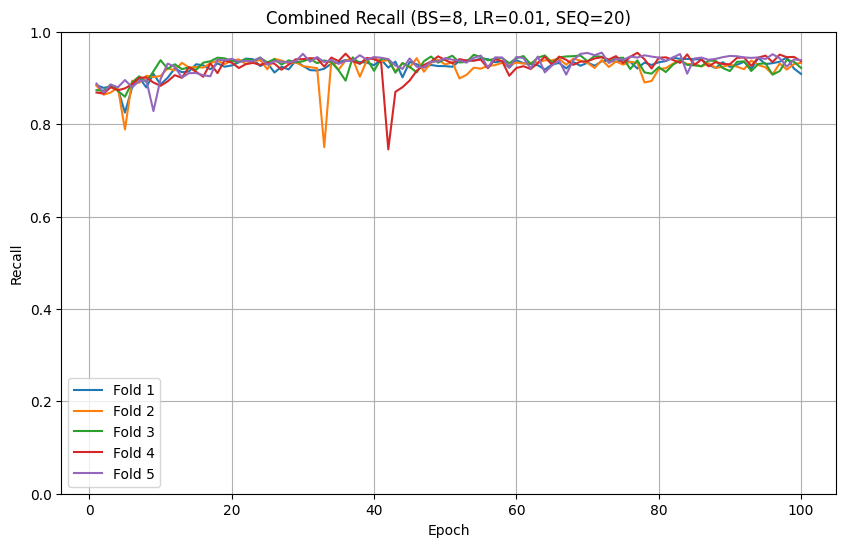 Combined Recall (BS=8, LR=0.01, SEQ=20)
Recall
1.0
0.8
0.6
0.4
0.2
0.0
Fold 1
Fold 2
Fold 3
Fold 4
Fold 5
0 20 40 60 80 100
Epoch